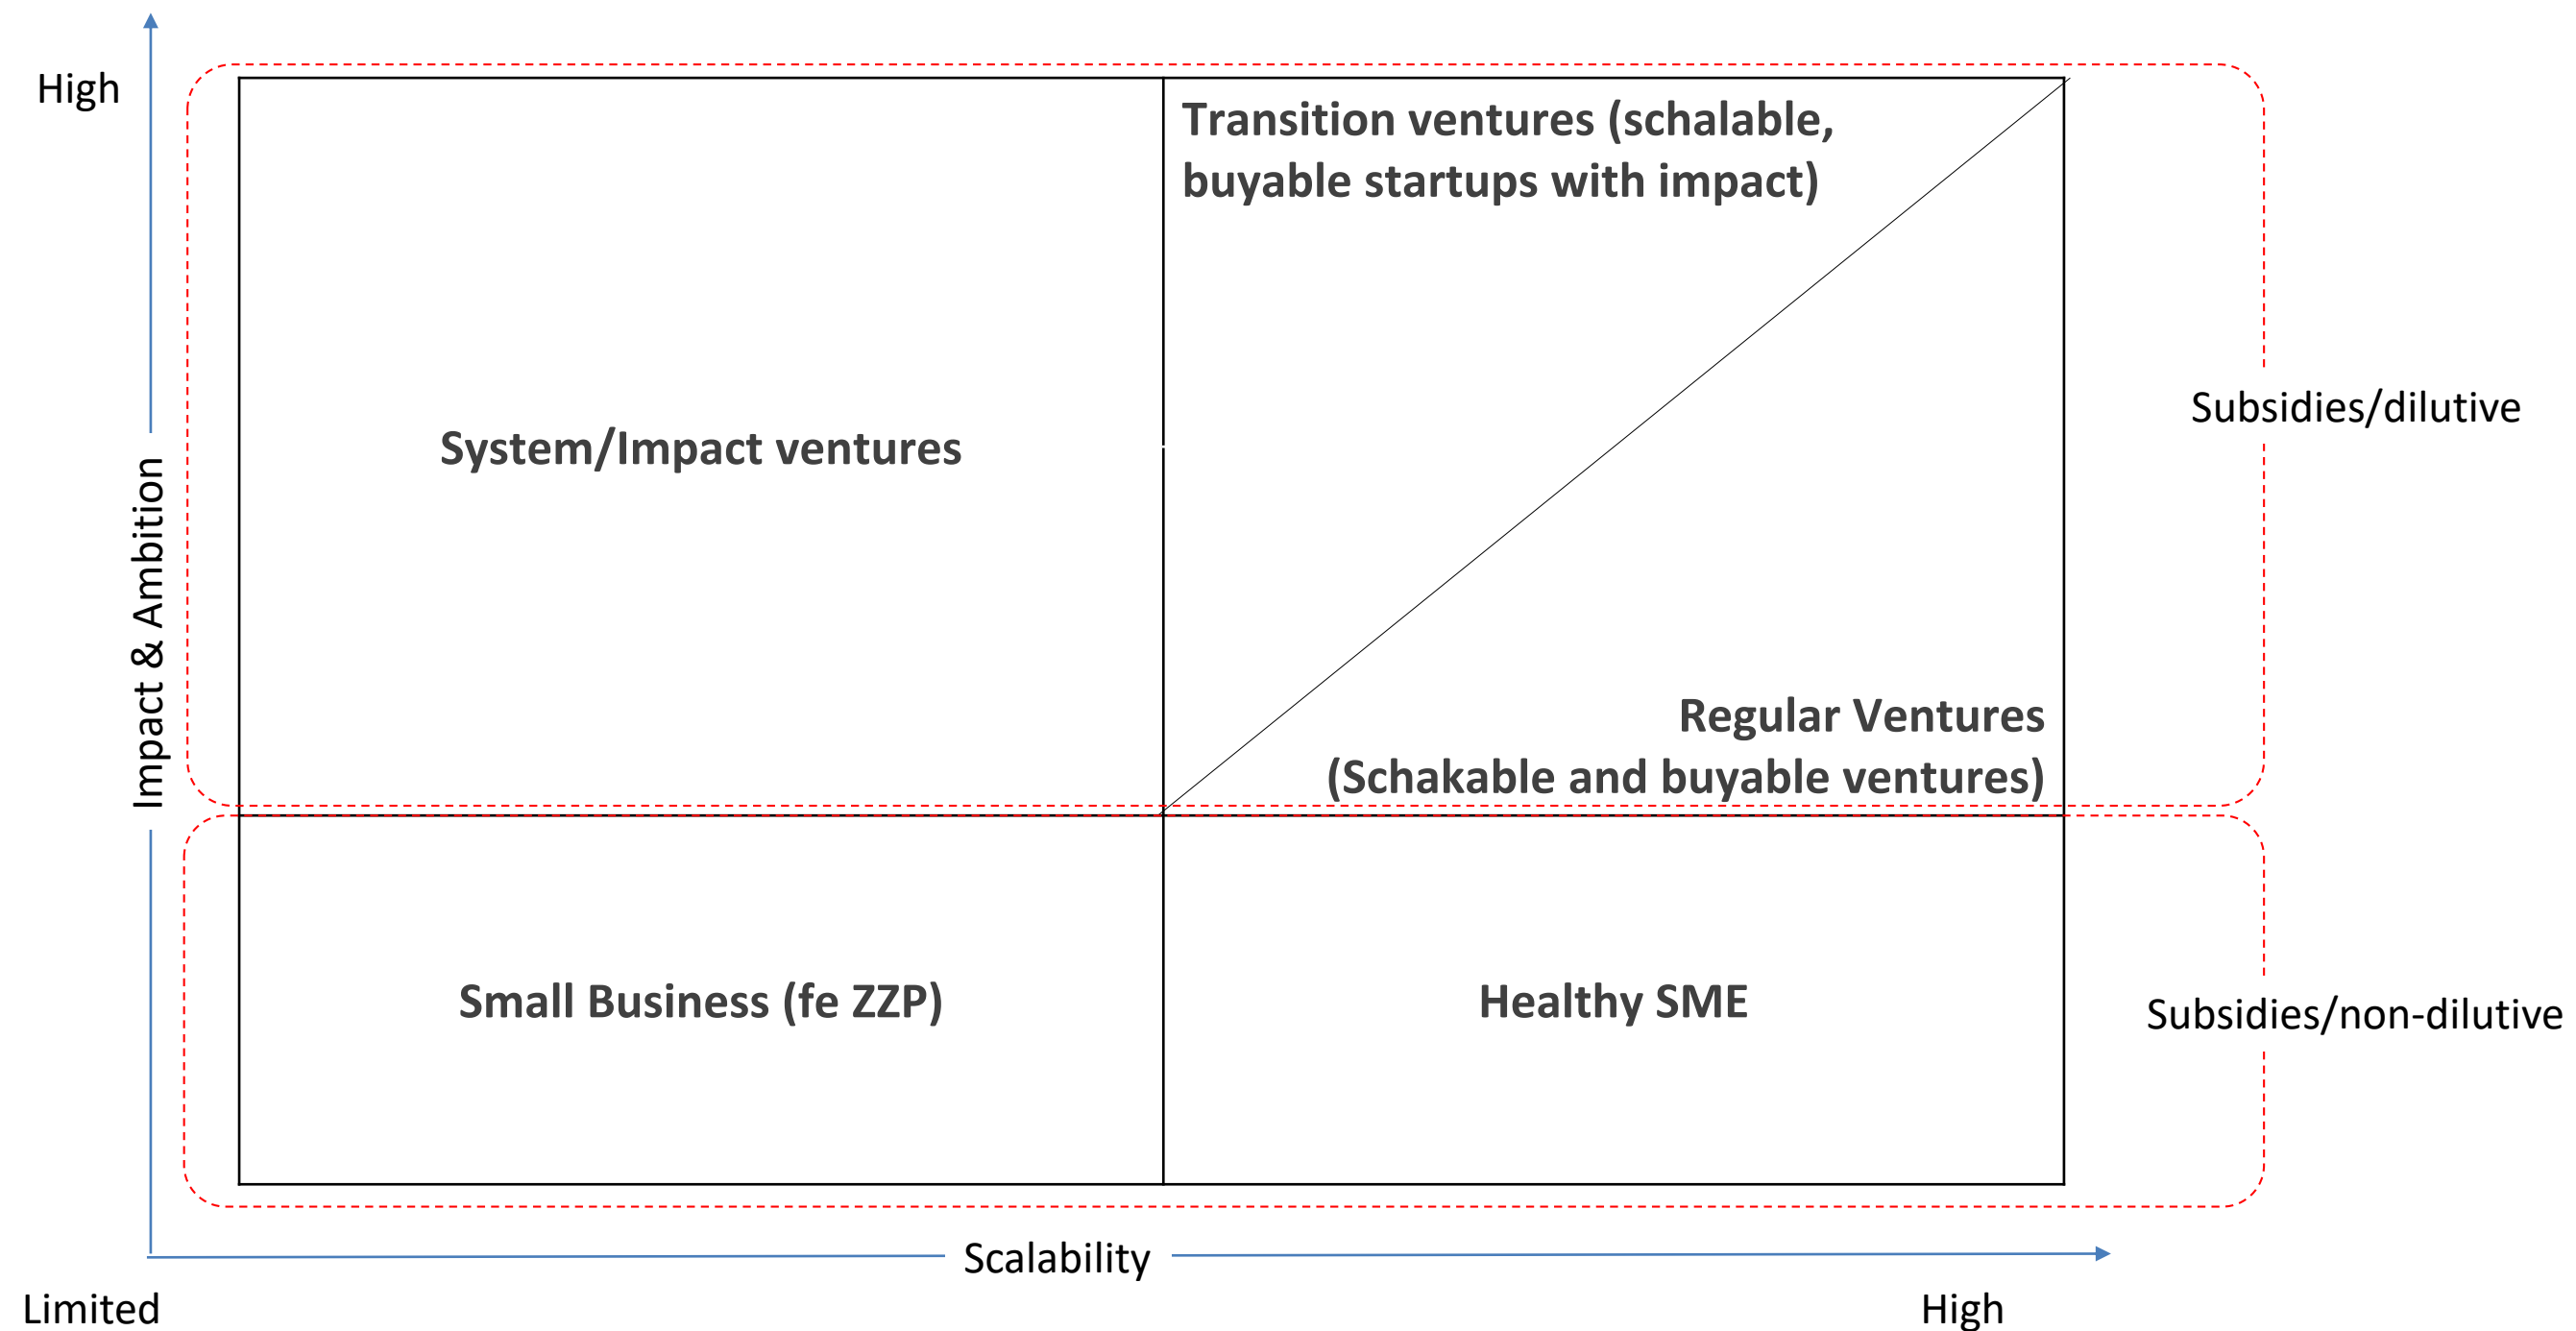 High
Transition ventures (schalable,
buyable startups with impact)
Subsidies/dilutive
System/Impact ventures
Impact & Ambition
Regular Ventures
(Schakable and buyable ventures)
Small Business (fe ZZP)
Healthy SME
Subsidies/non-dilutive
Scalability
Limited
High